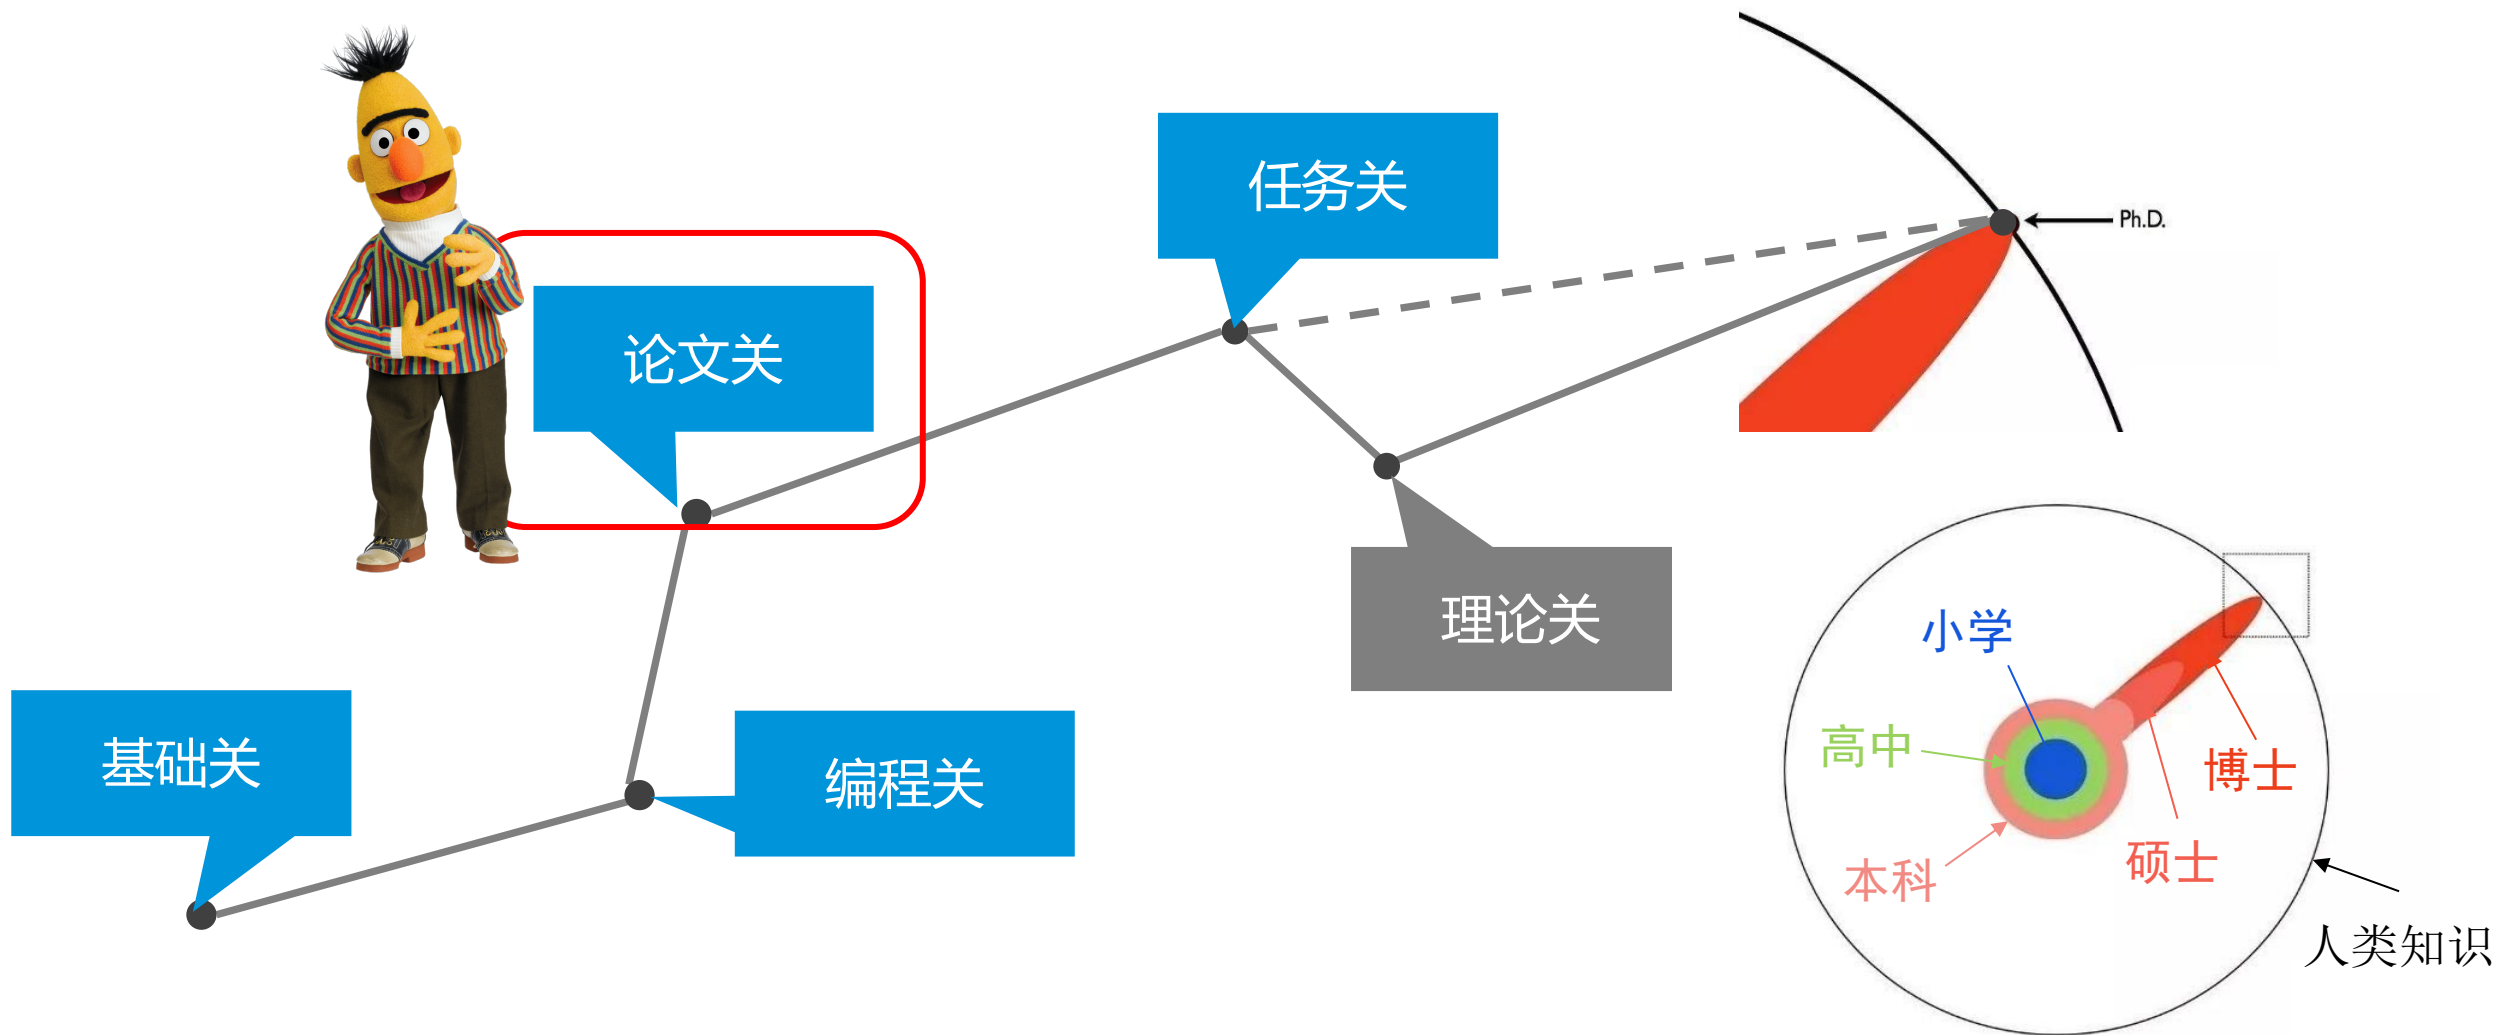 任务关
Ph.D.
论文关
理论关
小学
基础关
编程关
高中
博士
硕士
本科
人类知识